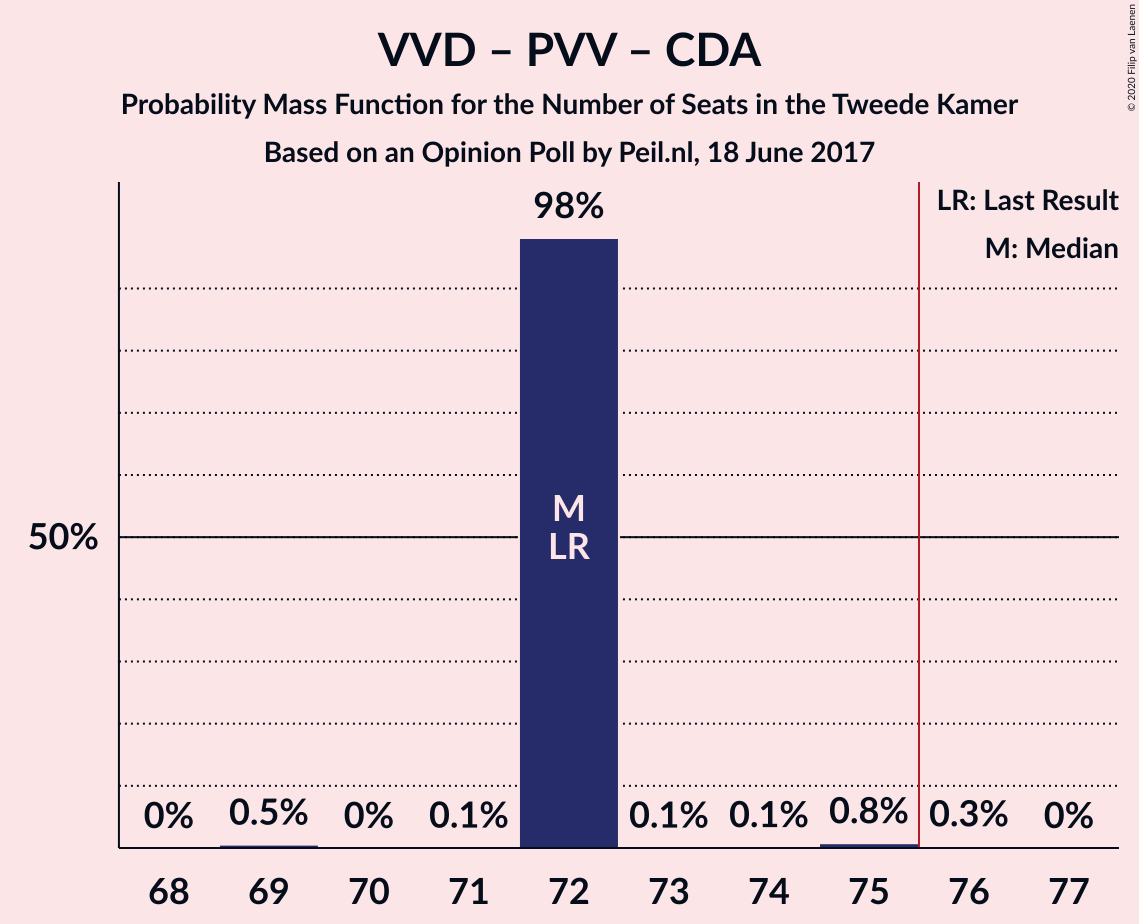 VVD – PVV – CDA
Probability Mass Function for the Number of Seats in the Tweede Kamer
Based on an Opinion Poll by Peil.nl, 18 June 2017
© 2020 Filip van Laenen
LR: Last Result
M: Median
98%
50%
M
LR
0% 0.5% 0% 0.1% 0.1% 0.1% 0.8% 0.3% 0%
68 69 70 71 72 73 74 75 76 77